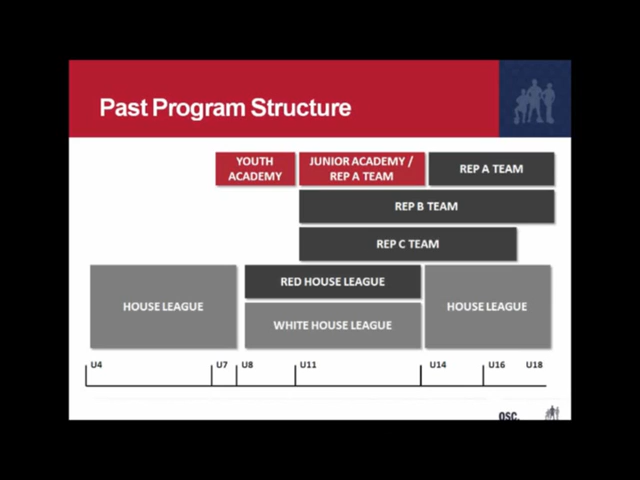 Past Program Structure
YOUTH
ACADEMY
JUNIOR ACADEMY /
REP A TEAM
REP A TEAM
REP B TEAM
REP C TEAM
HOUSE LEAGUE
RED HOUSE LEAGUE
WHITE HOUSE LEAGUE
HOUSE LEAGUE
U4 U7 U8 U11 U14 U16 U18
OSC.